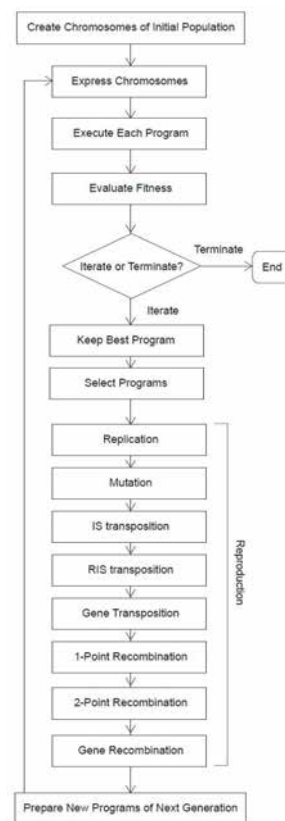 Create Chromosomes of Initial Population
Express Chromosomes
Execute Each Program
Evaluate Fitness
Iterate or Terminate?
Terminate
End
Iterate
Keep Best Program
Select Programs
Replication
Mutation
IS transposition
RIS transposition
Gene Transposition
1-Point Recombination
2-Point Recombination
Gene Recombination
Reproduction
Prepare New Programs of Next Generation